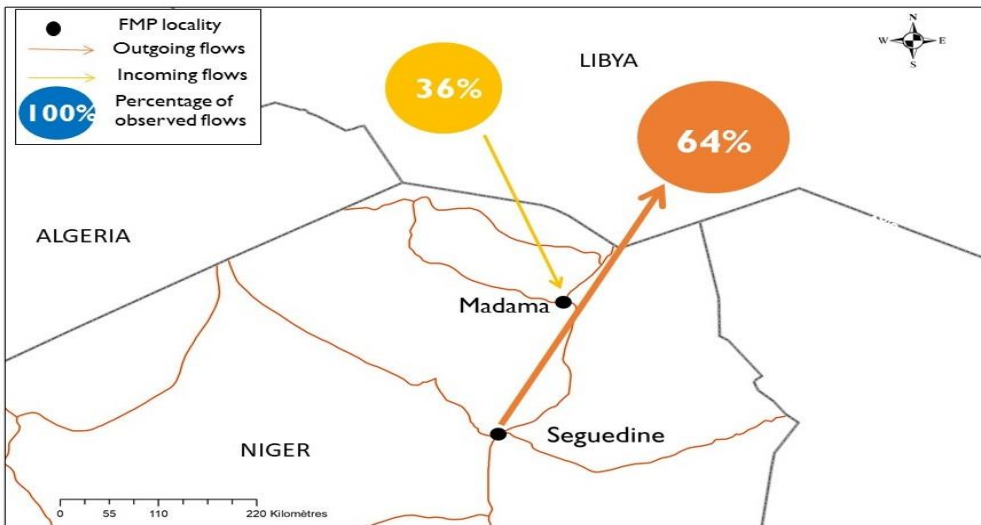 FMP locality
Outgoing flows
Incoming flows
100%
Percentage of
observed flows
N
W
E
S
LIBYA
36%
64%
ALGERIA
Madama
Seguedine
NIGER
0 55 110 220 Kilomètres